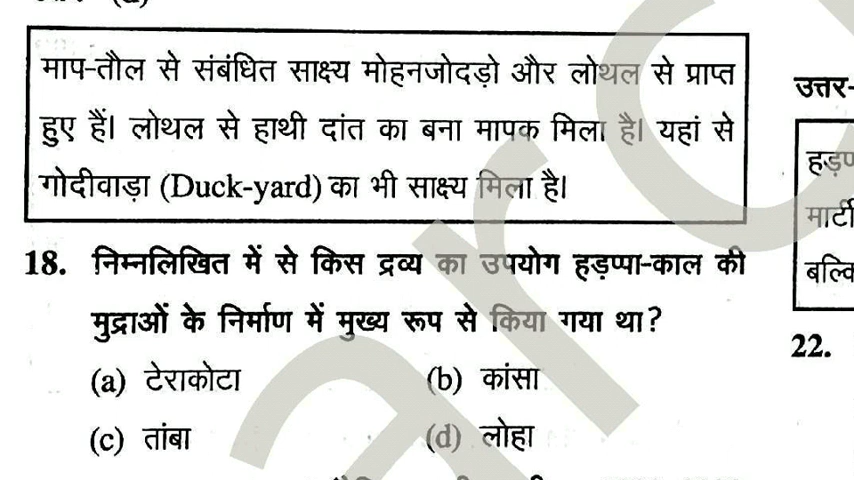 माप-तौल से संबंधित साक्ष्य मोहनजोदड़ो और लोथल से प्राप्त
हुए हैं। लोथल से हाथी दांत का बना मापक मिला है। यहां से
गोदीवाड़ा (Duck-yard) का भी साक्ष्य मिला है।
18. निम्नलिखित में से किस द्रव्य का उपयोग हड़प्पा-काल की
मुद्राओं के निर्माण में मुख्य रूप से किया गया था?
(a) टेराकोटा (b) कांसा
(c) तांबा (d) लोहा
उत्तर-
मार्टी
22.